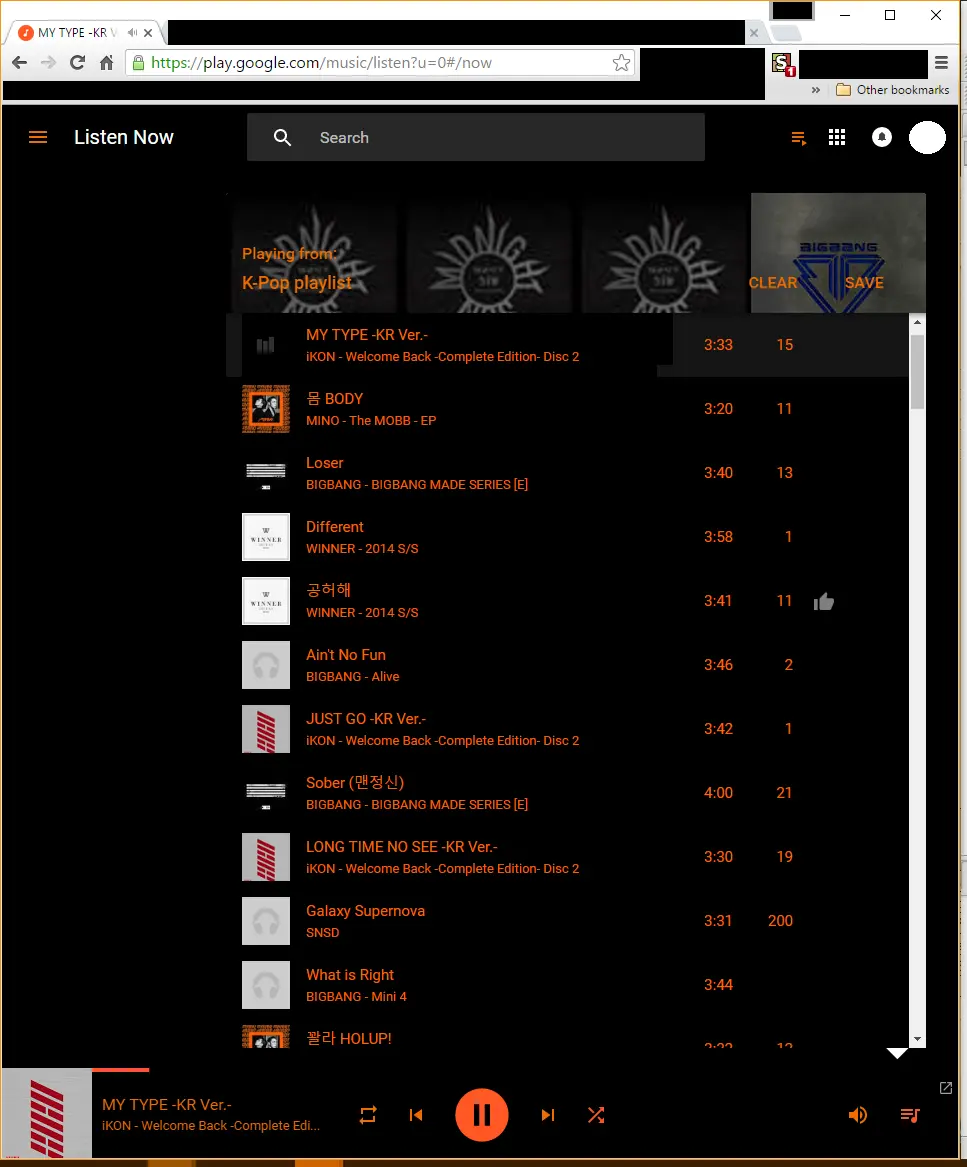 MY TYPE -KR V
https://play.google.com/music/listen?u=0#/now
S
1
» Other bookmarks
Listen Now
Search
Playing from:
K-Pop playlist
BIGBANG
CLEAR SAVE
MY TYPE -KR Ver.-
iKON - Welcome Back -Complete Edition- Disc 2
3:33 15
몸 BODY
MINO - The MOBB - EP
3:20 11
Loser
BIGBANG - BIGBANG MADE SERIES [E]
3:40 13
WINNER
Different
WINNER - 2014 S/S
3:58 1
WINNER
공허해
WINNER - 2014 S/S
3:41 11
Ain't No Fun
BIGBANG - Alive
3:46 2
JUST GO -KR Ver.-
iKON - Welcome Back -Complete Edition- Disc 2
3:42 1
Sober (맨정신)
BIGBANG - BIGBANG MADE SERIES [E]
4:00 21
LONG TIME NO SEE -KR Ver.-
iKON - Welcome Back -Complete Edition- Disc 2
3:30 19
Galaxy Supernova
SNSD
3:31 200
What is Right
BIGBANG - Mini 4
3:44
꽐라 HOLUP!
MY TYPE -KR Ver.-
iKON - Welcome Back -Complete Edi...